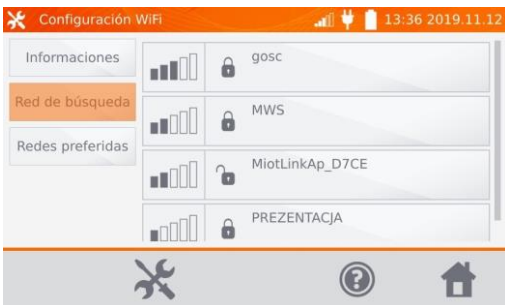 Configuración WiFi
13:36 2019.11.12
Informaciones
Red de búsqueda
Redes preferidas
gosc
MWS
MiotLinkAp_D7CE
PREZENTACJA